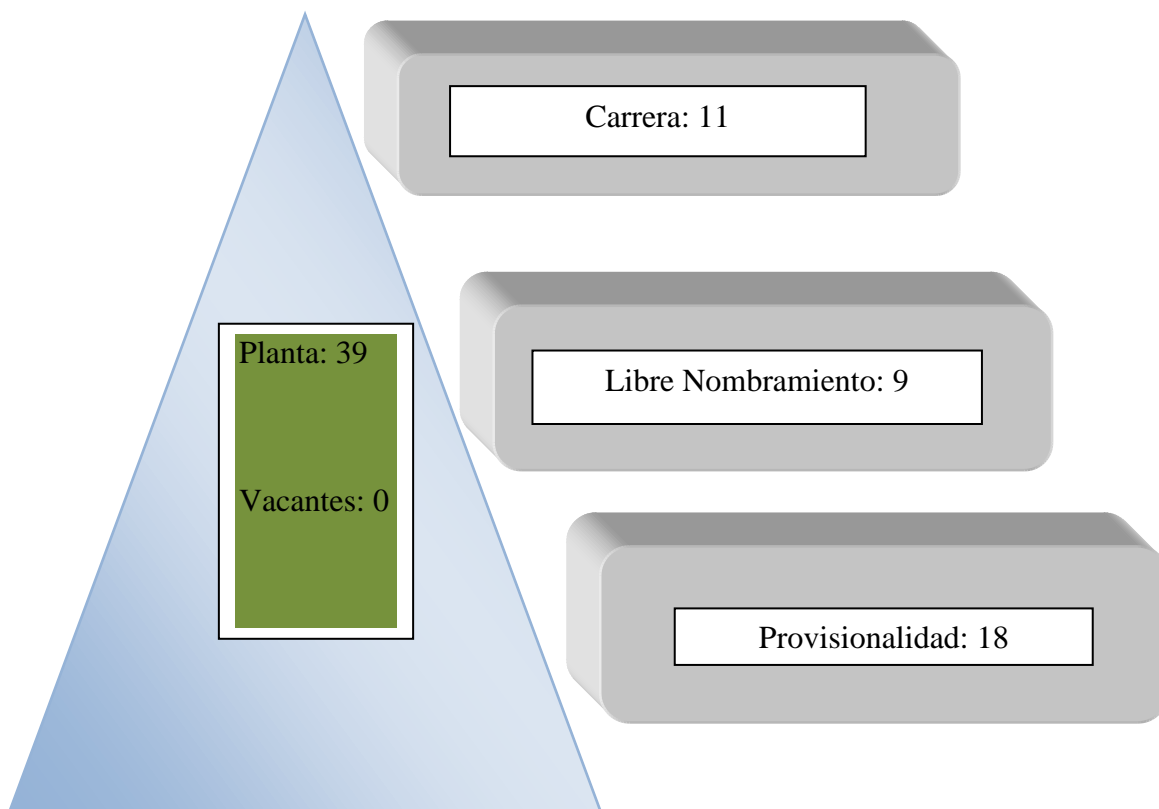 Carrera: 11
Planta: 39
Libre Nombramiento: 9
Vacantes: 0
Provisionalidad: 18